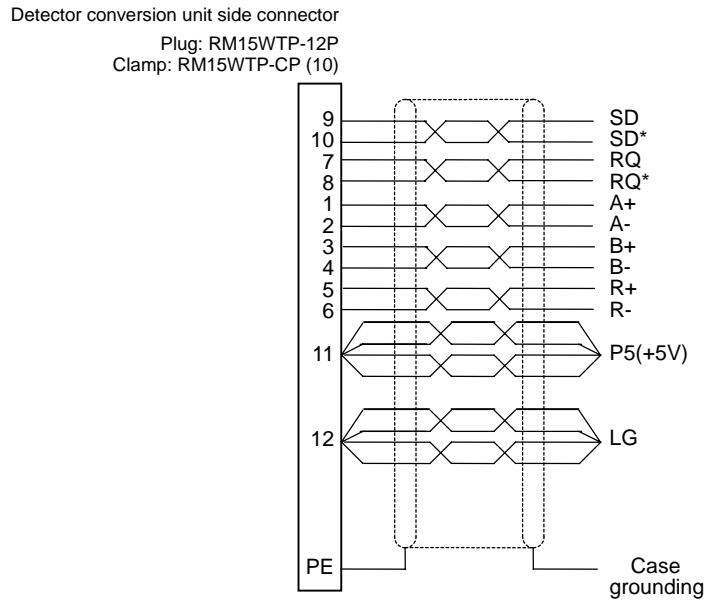 Detector conversion unit side connector
Plug: RM15WTP-12P
Clamp: RM15WTP-CP (10)
9 SD
10 SD*
7 RQ
8 RQ*
1 A+
2 A-
3 B+
4 B-
5 R+
6 R-
11 P5(+5V)
12 LG
PE Case
grounding